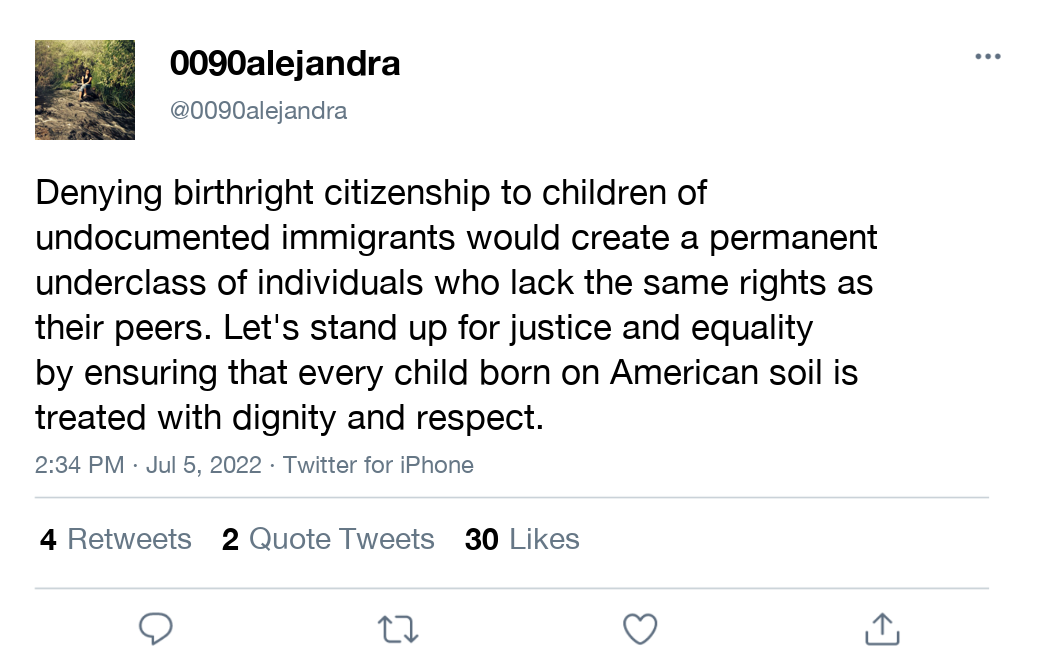 0090alejandra
@0090alejandra
Denying birthright citizenship to children of
undocumented immigrants would create a permanent
underclass of individuals who lack the same rights as
their peers. Let's stand up for justice and equality
by ensuring that every child born on American soil is
treated with dignity and respect.
2:34 PM · Jul 5, 2022 · Twitter for iPhone
4 Retweets 2 Quote Tweets 30 Likes